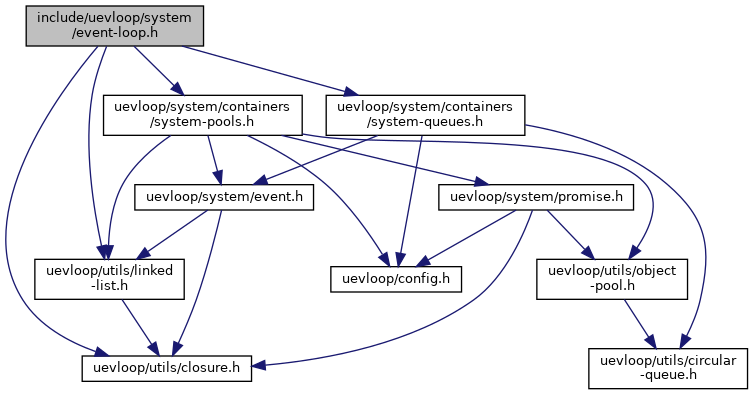 include/uevloop/system
/event-loop.h
uevloop/system/containers
/system-pools.h
uevloop/system/containers
/system-queues.h
uevloop/system/event.h
uevloop/system/promise.h
uevloop/utils/linked
-list.h
uevloop/config.h
uevloop/utils/object
-pool.h
uevloop/utils/closure.h
uevloop/utils/circular
-queue.h